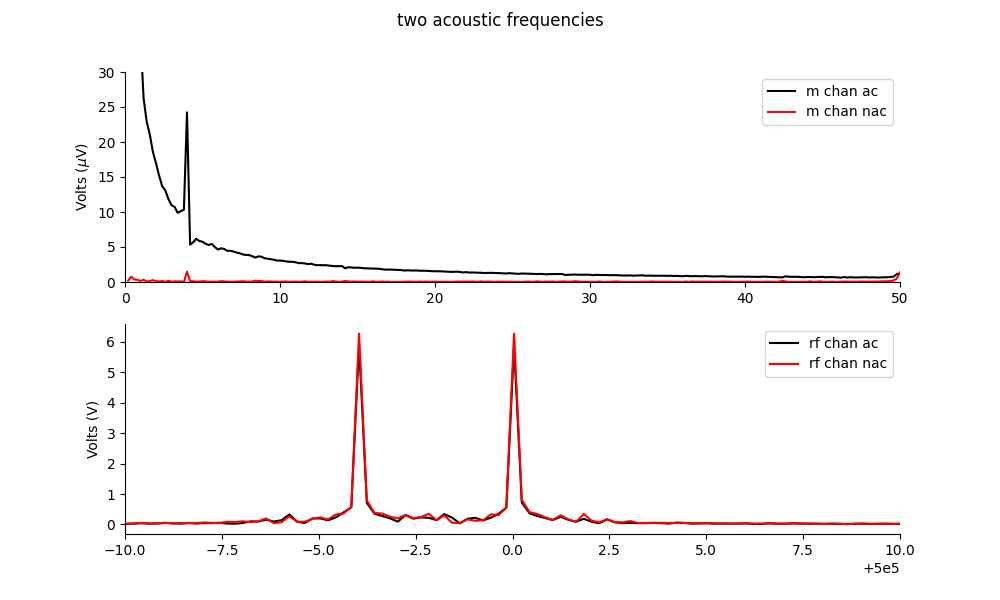 two acoustic frequencies
30
25
20
15
10
5
0
Volts (μV)
m chan ac
m chan nac
0 10 20 30 40 50
6
5
4
3
2
1
0
Volts (V)
rf chan ac
rf chan nac
−10.0 −7.5 −5.0 −2.5 0.0 2.5 5.0 7.5 10.0
+5e5